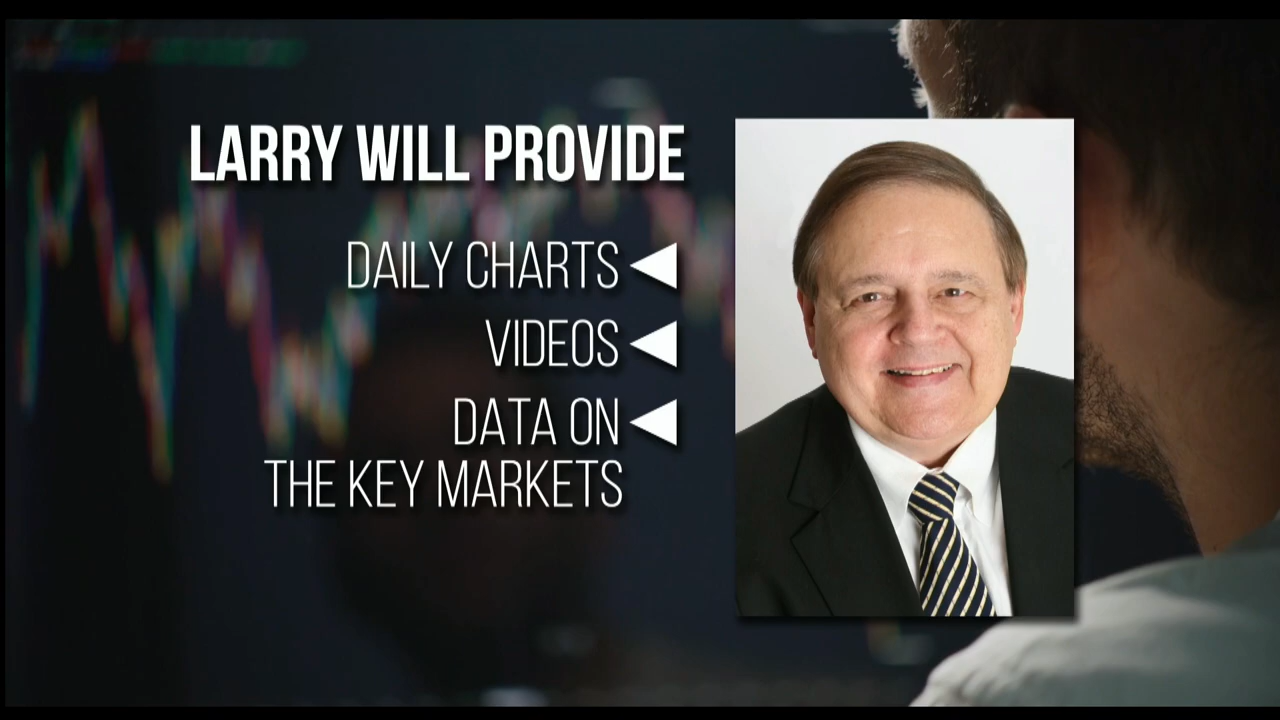 LARRY WILL PROVIDE
DAILY CHARTS
VIDEOS
DATA ON
THE KEY MARKETS